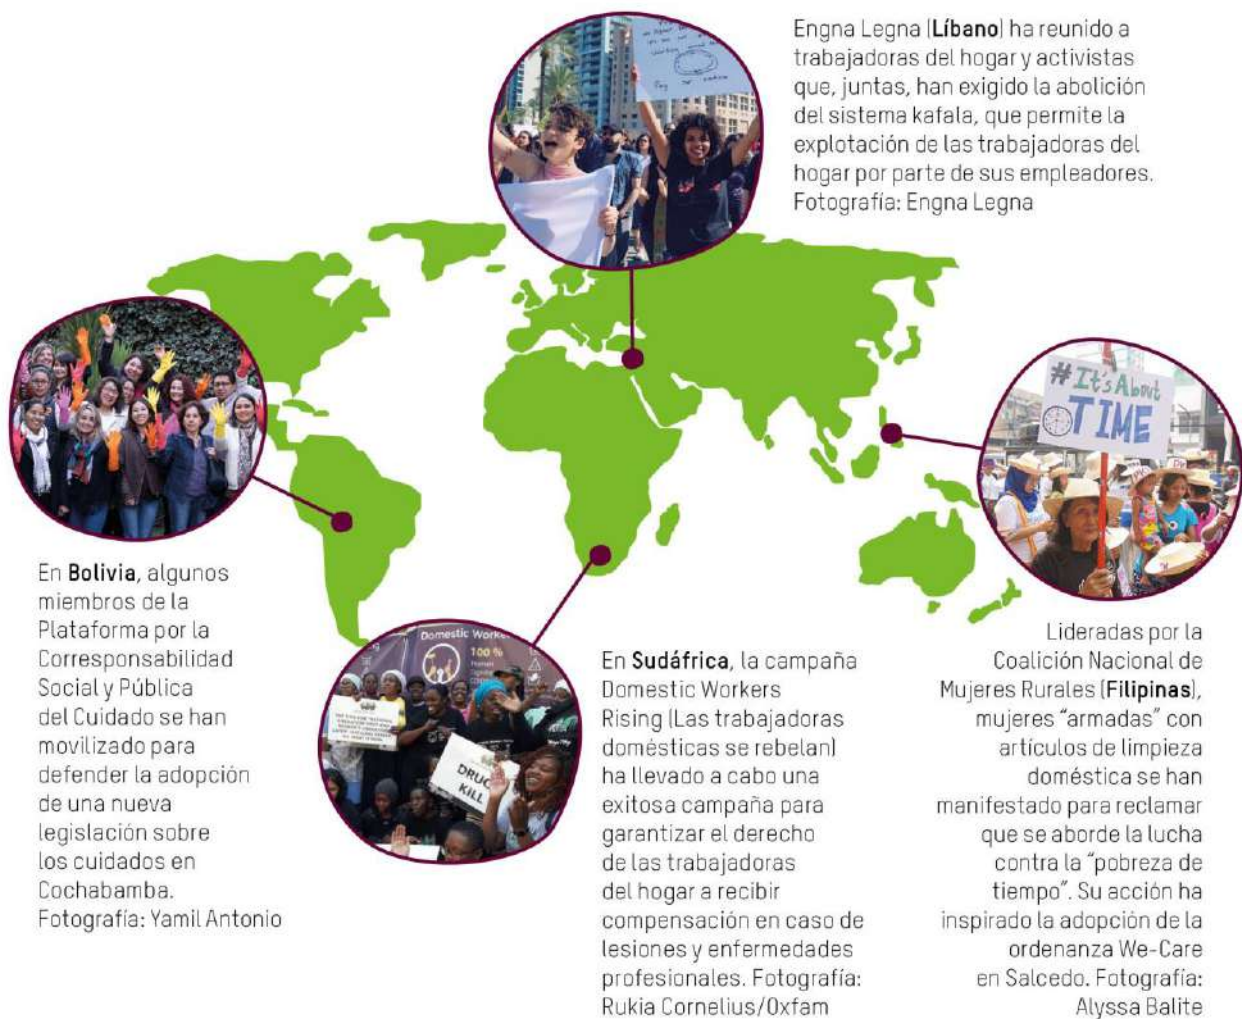 Engna Legna (Líbano) ha reunido a
trabajadoras del hogar y activistas
que, juntas, han exigido la abolición
del sistema kafala, que permite la
explotación de las trabajadoras del
hogar por parte de sus empleadores.
Fotografía: Engna Legna
#It's About
TIME
En Bolivia, algunos
miembros de la
Plataforma por la
Corresponsabilidad
Social y Pública
del Cuidado se han
movilizado para
defender la adopción
de una nueva
legislación sobre
los cuidados en
Cochabamba.
Fotografía: Yamil Antonio
Domestic Worke
100 %
DRUG
KILL
En Sudáfrica, la campaña
Domestic Workers
Rising (Las trabajadoras
domésticas se rebelan)
ha llevado a cabo una
exitosa campaña para
garantizar el derecho
de las trabajadoras
del hogar a recibir
compensación en caso de
lesiones y enfermedades
profesionales. Fotografía:
Rukia Cornelius/Oxfam
Lideradas por la
Coalición Nacional de
Mujeres Rurales (Filipinas),
mujeres “armadas” con
artículos de limpieza
doméstica se han
manifestado para reclamar
que se aborde la lucha
contra la “pobreza de
tiempo”. Su acción ha
inspirado la adopción de la
ordenanza We-Care
en Salcedo. Fotografía:
Alyssa Balite